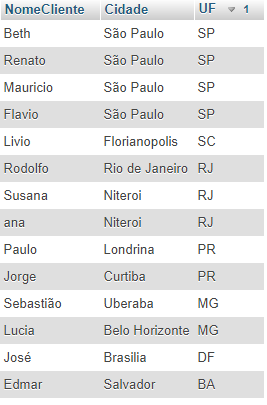 NomeCliente Cidade UF 1
Beth São Paulo SP
Renato São Paulo SP
Mauricio São Paulo SP
Flavio São Paulo SP
Livio Florianopolis SC
Rodolfo Rio de Janeiro RJ
Susana Niteroi RJ
ana Niteroi RJ
Paulo Londrina PR
Jorge Curtiba PR
Sebastião Uberaba MG
Lucia Belo Horizonte MG
José Brasilia DF
Edmar Salvador BA